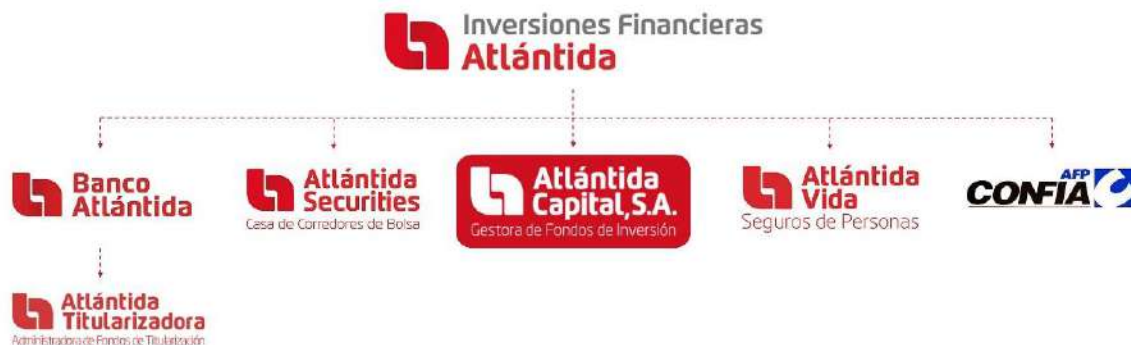 Inversiones Financieras
Atlántida
Banco
Atlántida
Atlántida
Securities
Casa de Corredores de Bolsa
Atlántida
Capital, S.A.
Gestora de Fondos de Inversión
Atlántida
Vida
Seguros de Personas
AFP
CONFÍA
Atlántida
Titularizadora
Administradora de Fondos de Titularización